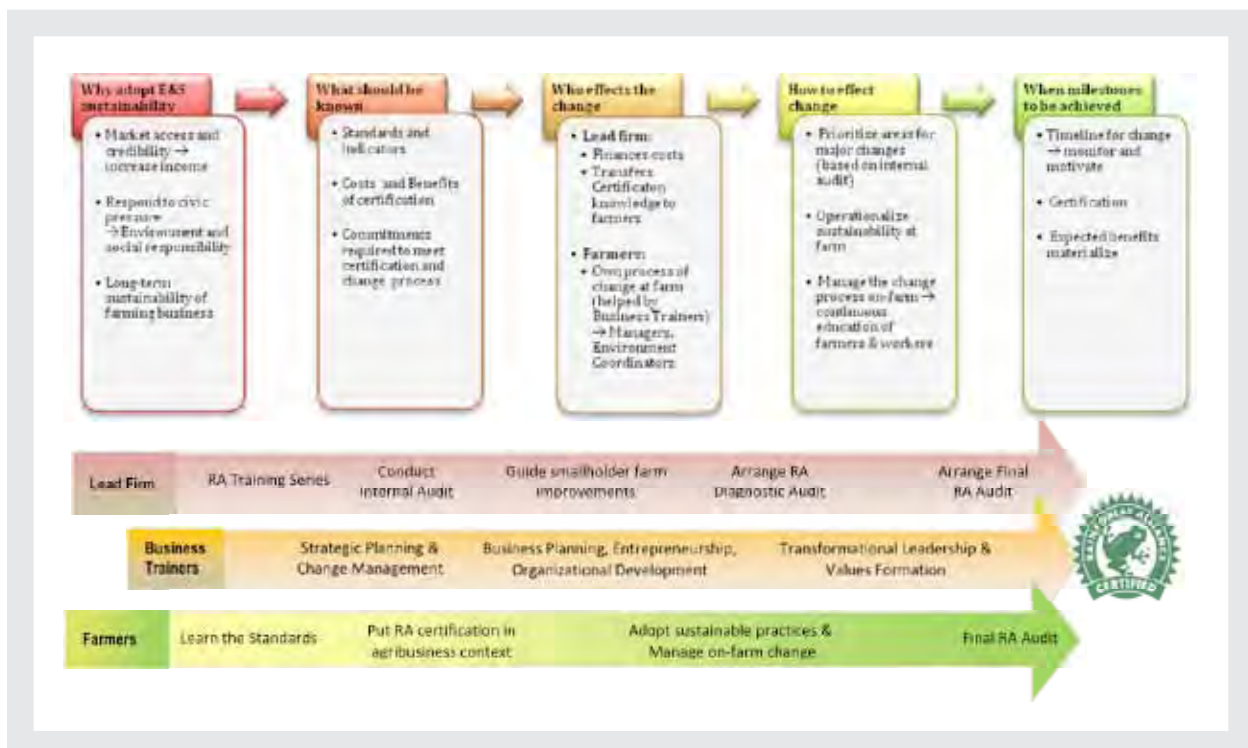 Why adopt E&S
sustainability
• Market access and
credibility →
increase income
• Respond to civic
pressure
→Environment and
social responsibility
• Long-term
sustainability of
farming business
What should be
known
• Standards and
Indicators
• Costs and Benefits
of certification
• Commitments
required to meet
certification and
change process
Who effects the
change
• Lead firm:
• Finances costs
• Transfers
Certificaton
knowledge to
farmers
• Farmers:
• Own process of
change at farm
(helped by
Business Trainers)
→ Managers,
Environment
Coordinators
How to effect
change
• Prioritize areas for
major changes
(based on internal
audit)
• Operationalize
sustainability at
farm
• Manage the change
process on-farm →
continuous
education of
farmers & workers
When milestones
to be achieved
• Timeline for change
→ monitor and
motivate
• Certification
• Expected benefits
materialize
Lead Firm
RA Training Series
Conduct
Internal Audit
Guide smallholder farm
improvements
Arrange RA
Diagnostic Audit
Arrange Final
RA Audit
Business
Trainers
Strategic Planning &
Change Management
Business Planning, Entrepreneurship,
Organizational Development
Transformational Leadership &
Values Formation
Farmers
Learn the Standards
Put RA certification in
agribusiness context
Adopt sustainable practices &
Manage on-farm change
Final RA Audit
RAINFOREST ALLIANCE
CERTIFIED